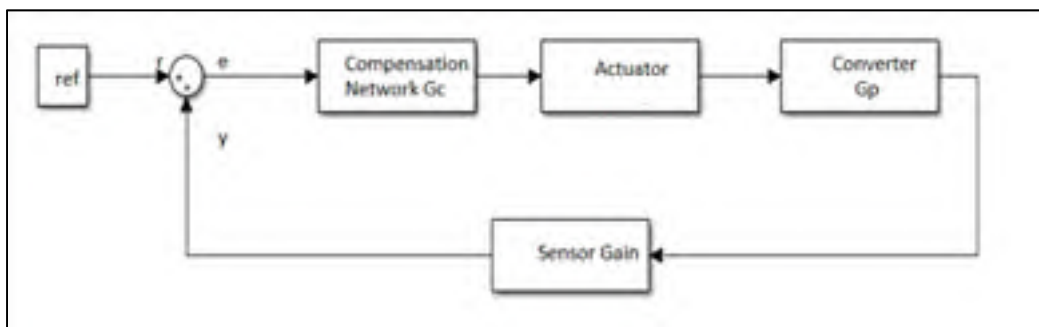 ref
r
e
y
Compensation
Network Gc
Actuator
Converter
Gp
Sensor Gain